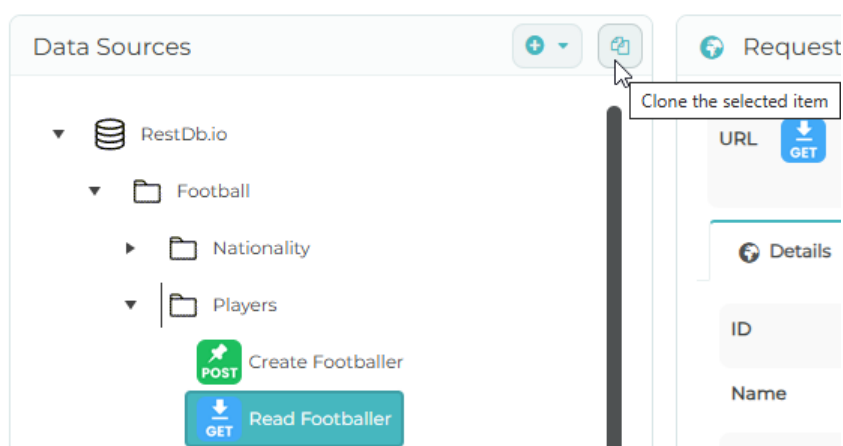 Data Sources
Request
Clone the selected item
RestDb.io
URL GET
Football
Nationality
Details
Players
ID
POST Create Footballer
Name
GET Read Footballer